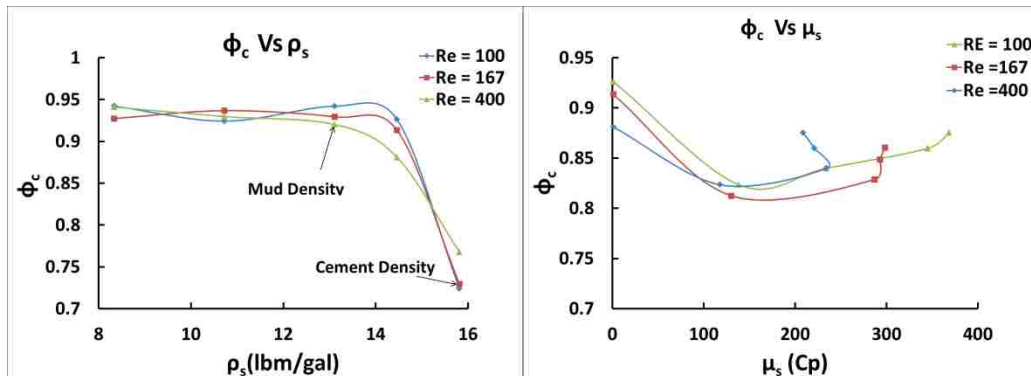 ϕc Vs ρs
Re = 100
Re = 167
Re = 400
1
0.95
0.9
0.85
0.8
0.75
0.7
ϕc
Mud Density
Cement Density
8
10
12
14
16
ρs(lbm/gal)
ϕc Vs μs
RE = 100
Re =167
Re =400
0.95
0.9
0.85
0.8
0.75
0.7
ϕc
0
100
200
300
400
μs (Cp)